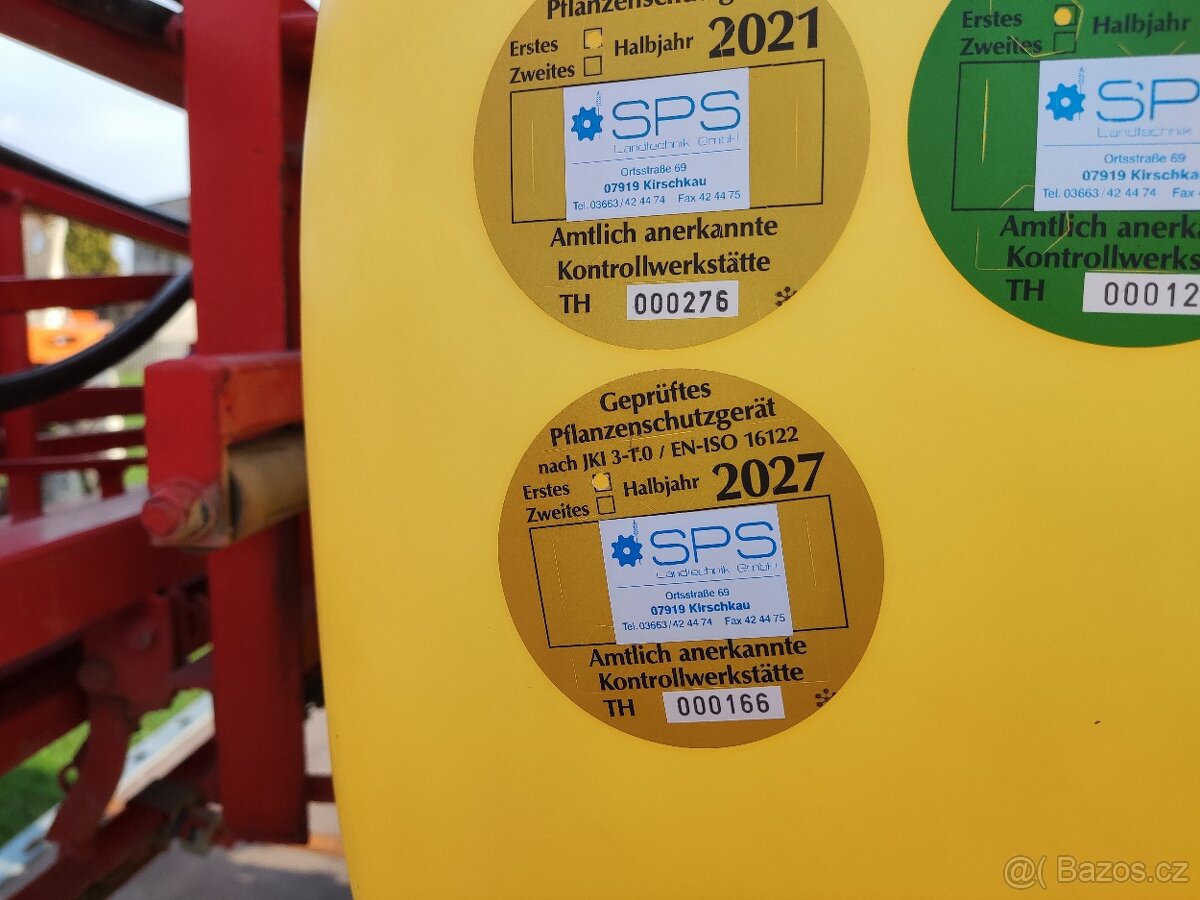 Pflanzenschutzg
Erstes Halbjahr 2021
Zweites
SPS
Landtechnik GmbH
Ortsstraße 69
07919 Kirschkau
Tel. 03663/42 44 74 Fax 42 44 75
Amtlich anerkannte
Kontrollwerkstätte
TH 000276
Erstes Halbjahr
Zweites
SP
Landtechnik
Ortsstraße 69
07919 Kirschka
Tel. 03663/42 44 74 Fax
Amtlich anerk
Kontrollwerks
TH 00012
Geprüftes
Pflanzenschutzgerät
nach JKI 3-T.0 / EN-ISO 16122
Erstes Halbjahr 2027
Zweites
SPS
Landtechnik GmbH
Ortsstraße 69
07919 Kirschkau
Tel. 03663/42 44 74 Fax 42 44 75
Amtlich anerkannte
Kontrollwerkstätte
TH 000166
@( Bazos.cz